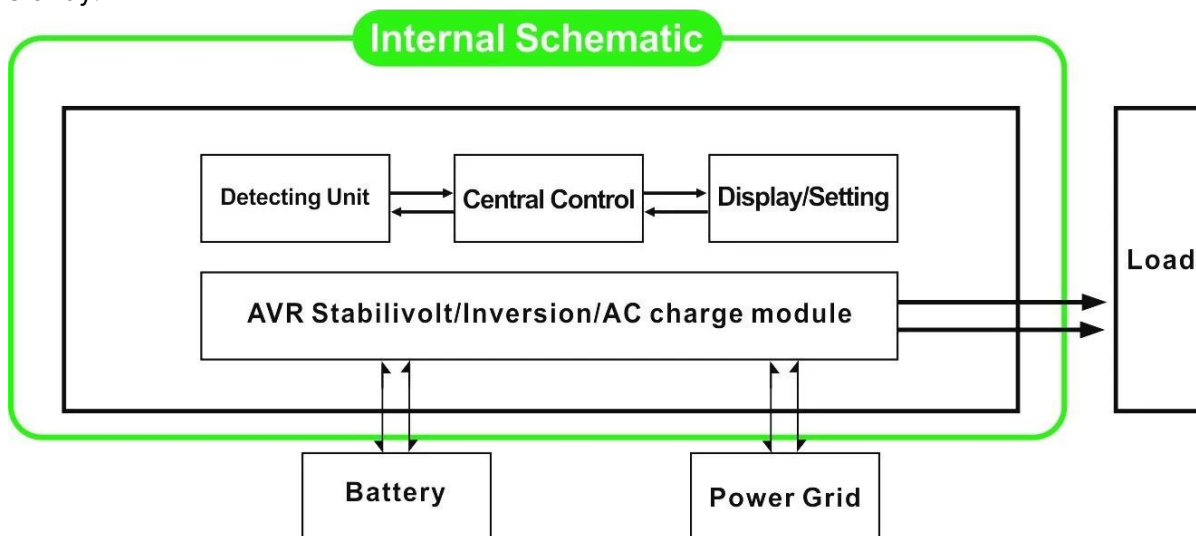 Internal Schematic
Detecting Unit
Central Control
Display/Setting
Load
AVR Stabilivolt/Inversion/AC charge module
Battery
Power Grid